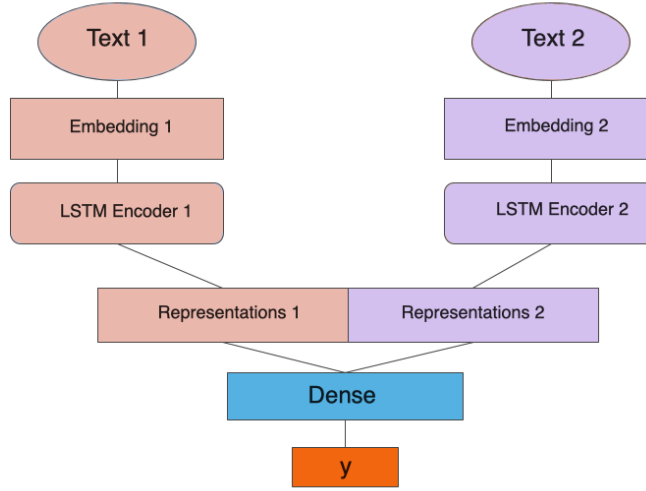 Text 1
Text 2
Embedding 1
Embedding 2
LSTM Encoder 1
LSTM Encoder 2
Representations 1
Representations 2
Dense
y